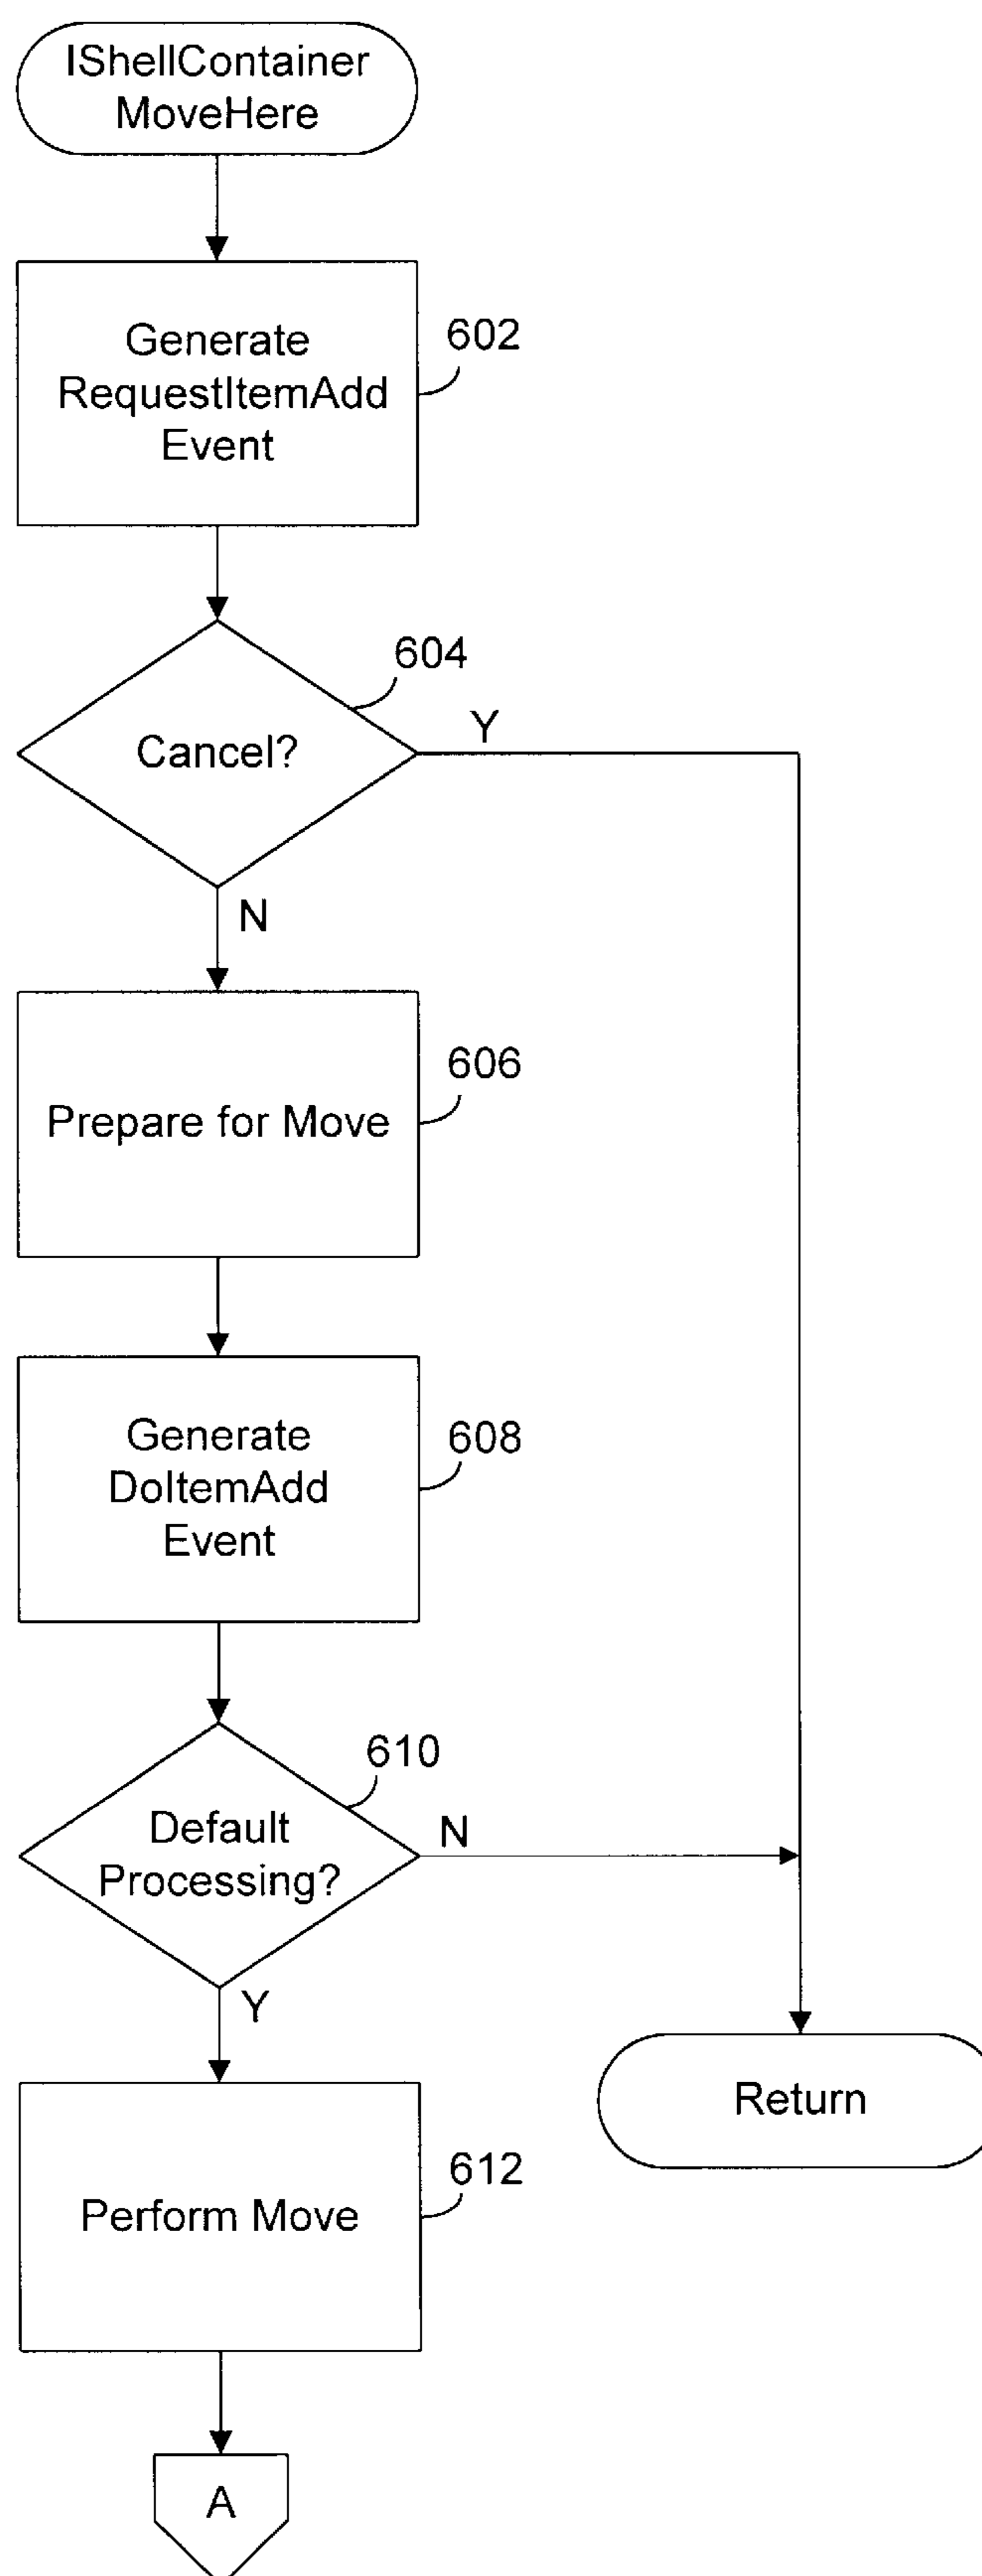 IShellContainer
MoveHere
Generate
RequestItemAdd
Event
602
604
Cancel?
Y
N
Prepare for Move
606
Generate
DoItemAdd
Event
608
610
Default
Processing?
N
Y
Return
Perform Move
612
A